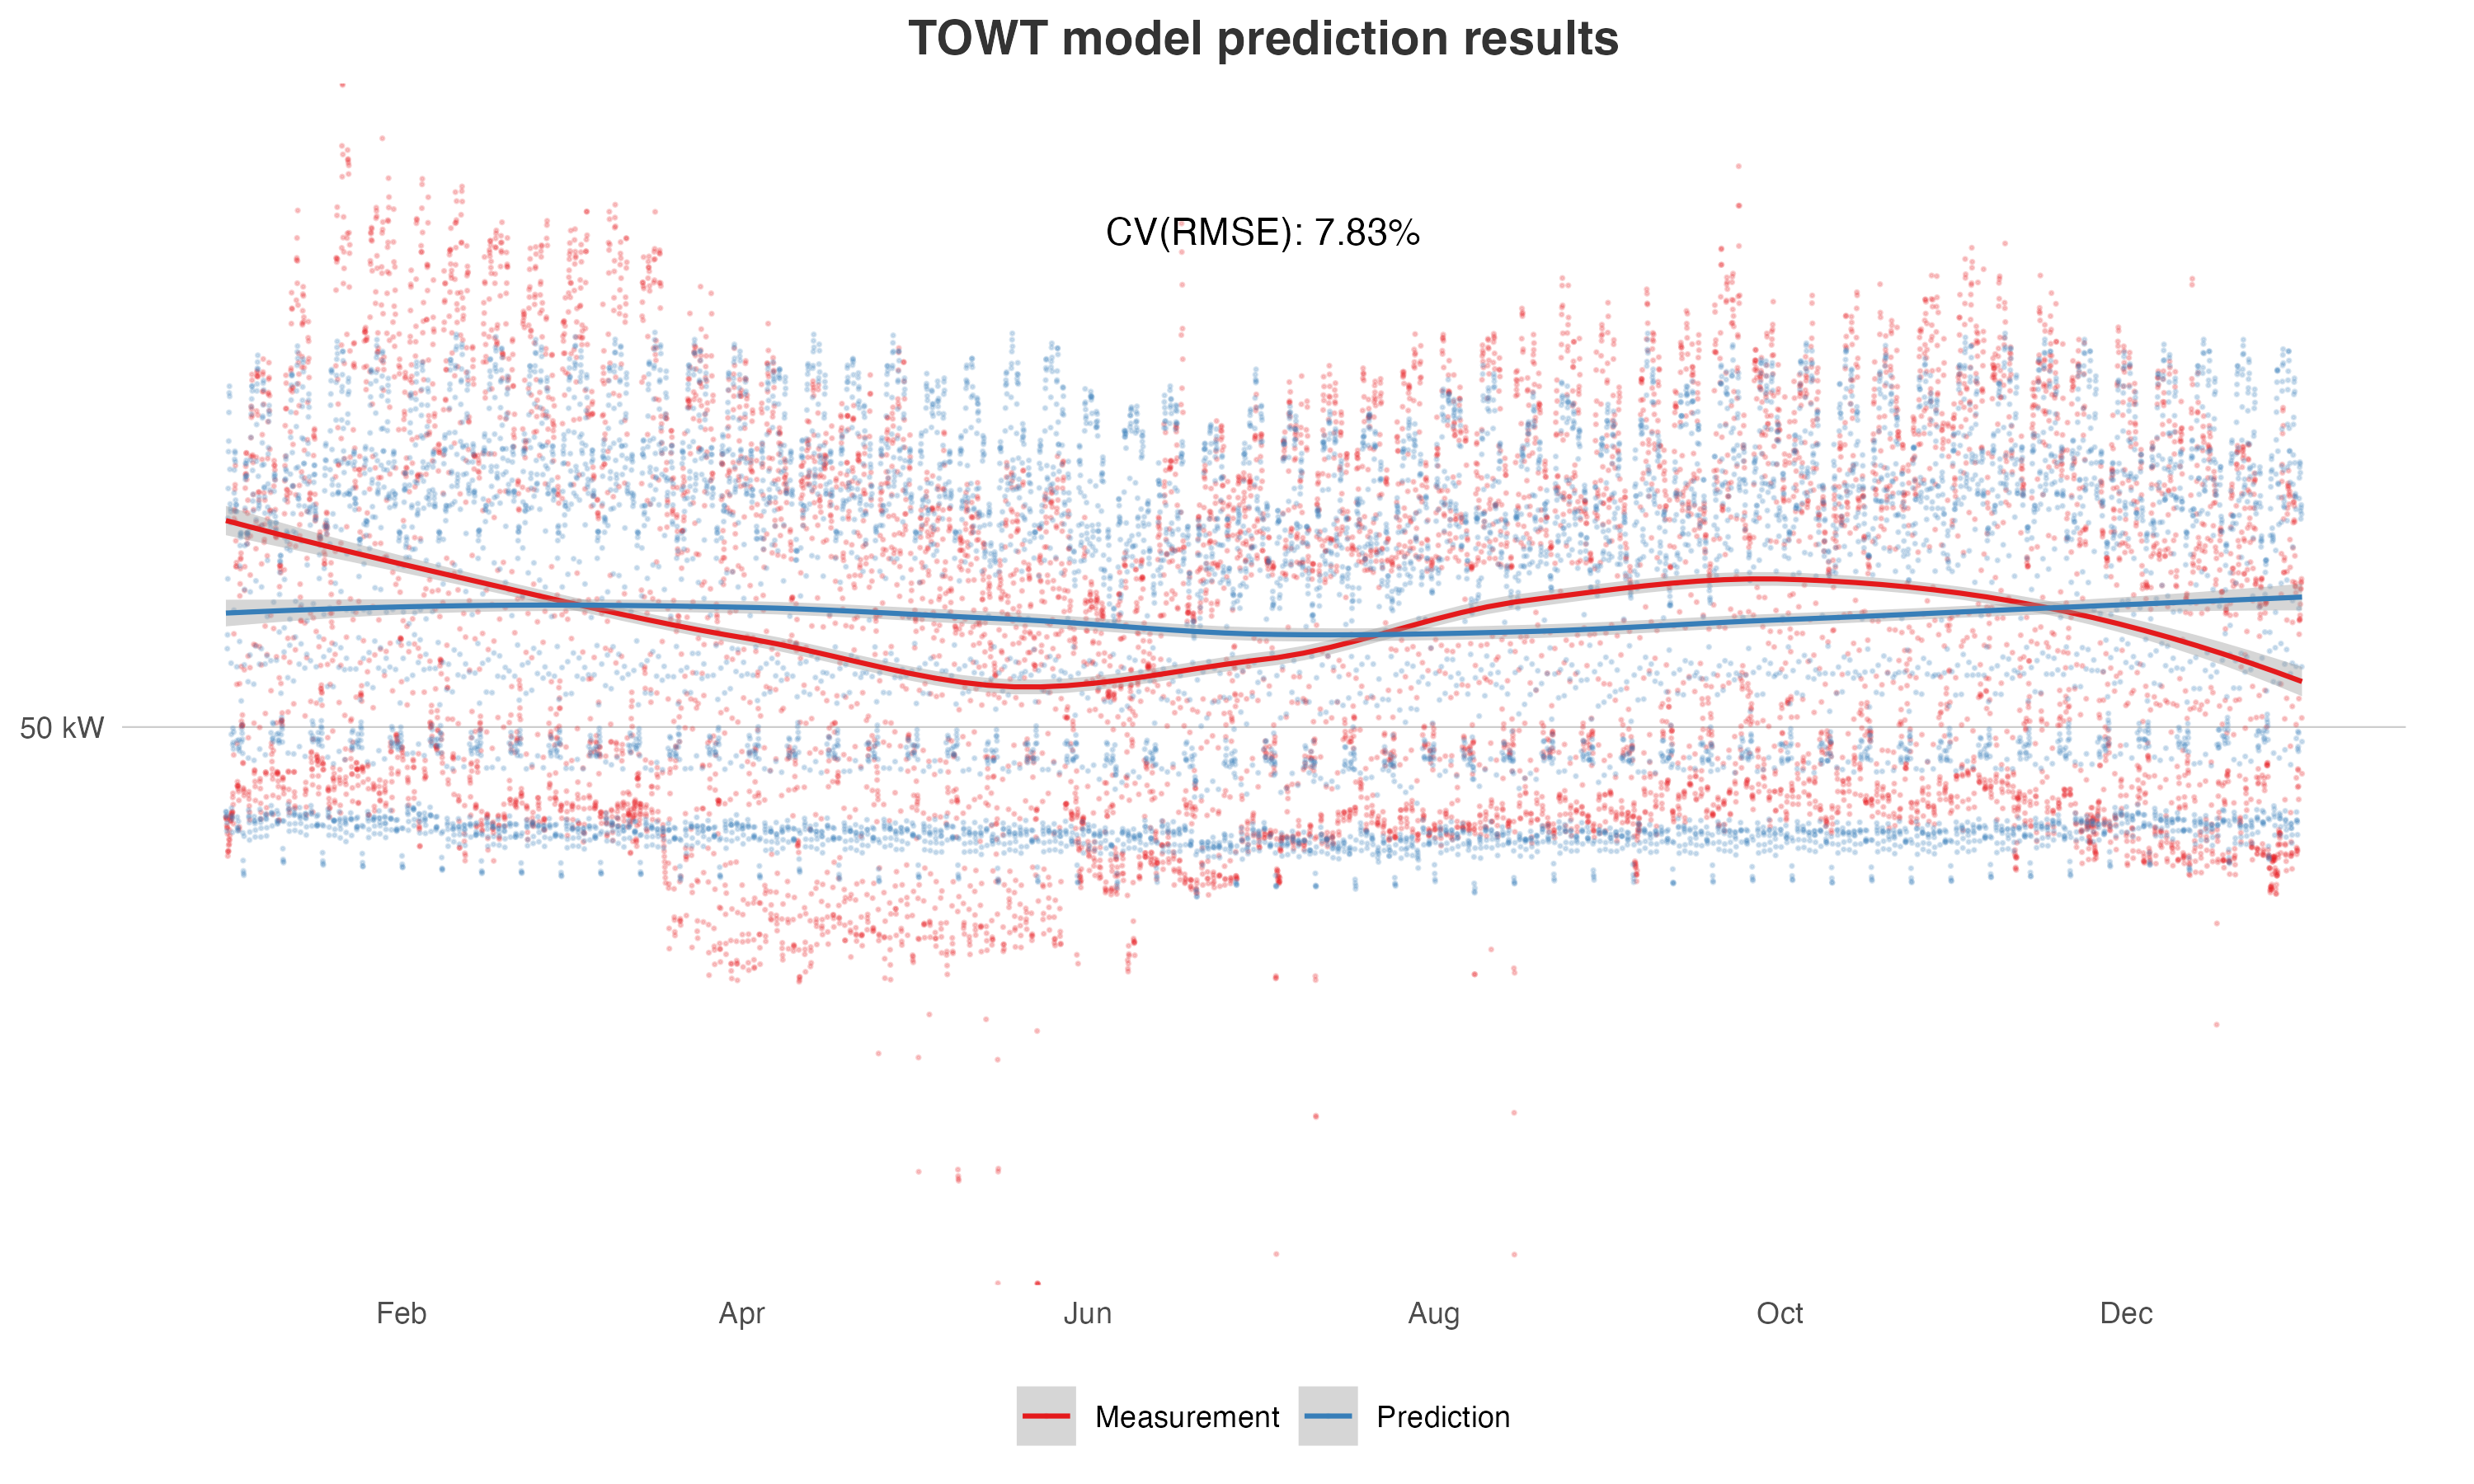 TOWT model prediction results
CV(RMSE): 7.83%
50 kW
Feb Apr Jun Aug Oct Dec
Measurement Prediction